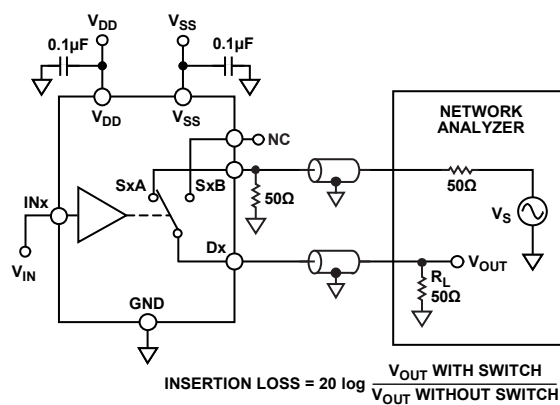 VDD
VSS
0.1µF
0.1µF
VDD
VSS
NC
NETWORK
ANALYZER
SxA
SxB
50Ω
50Ω
VS
INx
VIN
Dx
VOUT
RL
50Ω
GND
INSERTION LOSS = 20 log VOUT WITH SWITCH
VOUT WITHOUT SWITCH